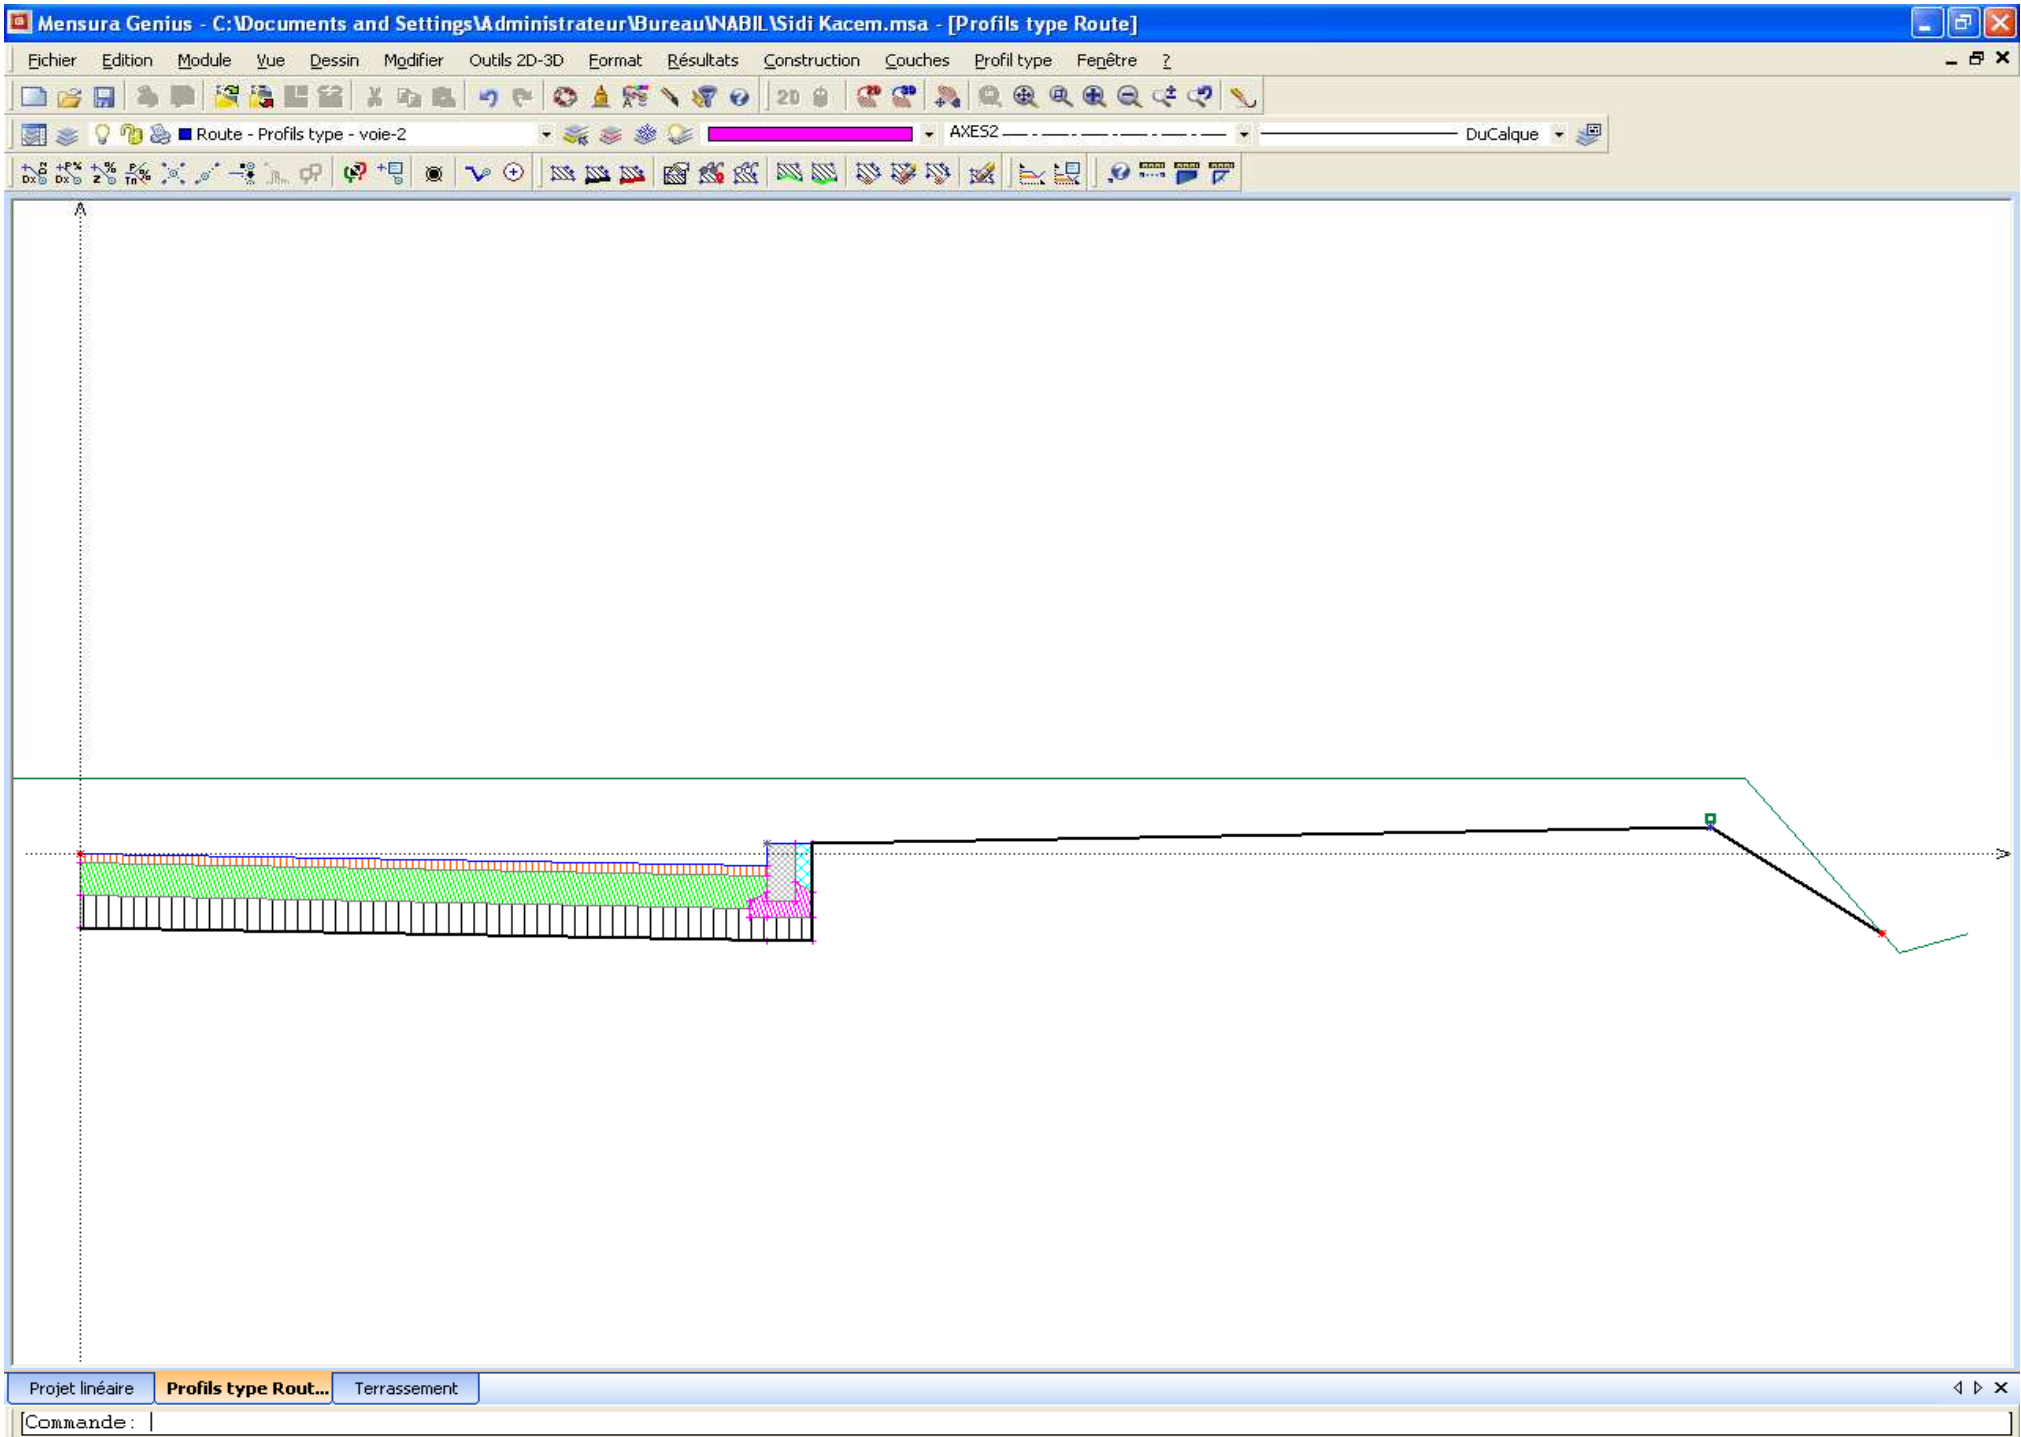 Mensura Genius - C:\Documents and Settings\Administrateur\Bureau\NABIL\Sidi Kacem.msa - [Profils type Route]
Fichier Edition Module Vue Dessin Modifier Outils 2D-3D Format Résultats Construction Couches Profil type Fenêtre ?
2D
Route - Profils type - voie-2 AXES2 DuCalque
Projet linéaire Profils type Rout... Terrassement
Commande: